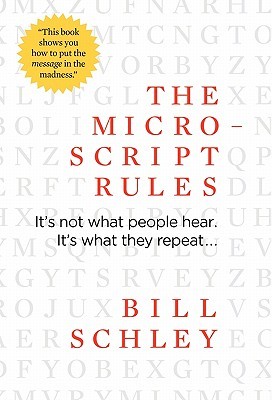 “This book
shows you
how to put the
message in the
madness.”
THE
MICRO–
SCRIPT
RULES
It’s not what people hear.
It’s what they repeat…
BILL
SCHLEY